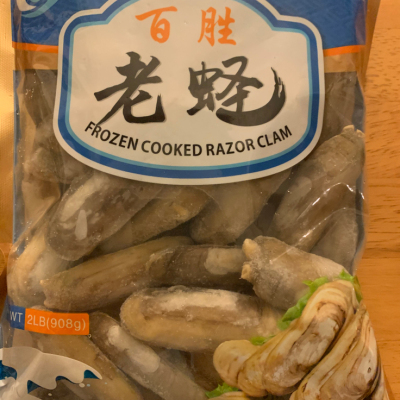 百胜
老蛏
FROZEN COOKED RAZOR CLAM
WT 2LB(908g)